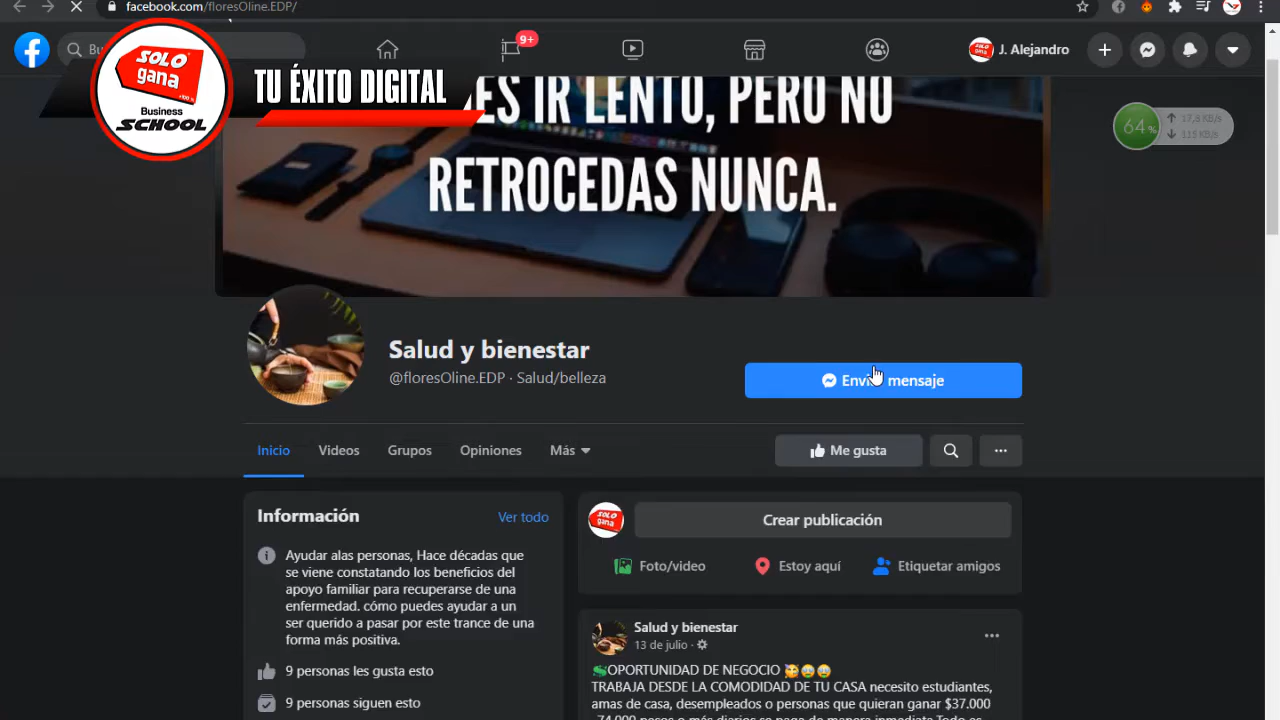 facebook.com/floresOline.EDP/
SOLO
gana
Business
SCHOOL
TU ÉXITO DIGITAL
9+
J. Alejandro
64%
17,8 KB/s
115 KB/s
ES IR LENTO, PERO NO
RETROCEDAS NUNCA.
Salud y bienestar
@floresOline.EDP · Salud/belleza
mensaje
Inicio
Videos
Grupos
Opiniones
Más
Me gusta
Información
Ver todo
Ayudar alas personas, Hace décadas que
se viene constatando los beneficios del
apoyo familiar para recuperarse de una
enfermedad. cómo puedes ayudar a un
ser querido a pasar por este trance de una
forma más positiva.
9 personas les gusta esto
9 personas siguen esto
SOLO
gana
Crear publicación
Foto/video
Estoy aquí
Etiquetar amigos
Salud y bienestar
13 de julio ·
OPORTUNIDAD DE NEGOCIO
TRABAJA DESDE LA COMODIDAD DE TU CASA necesito estudiantes,
amas de casa, desempleados o personas que quieran ganar $37.000